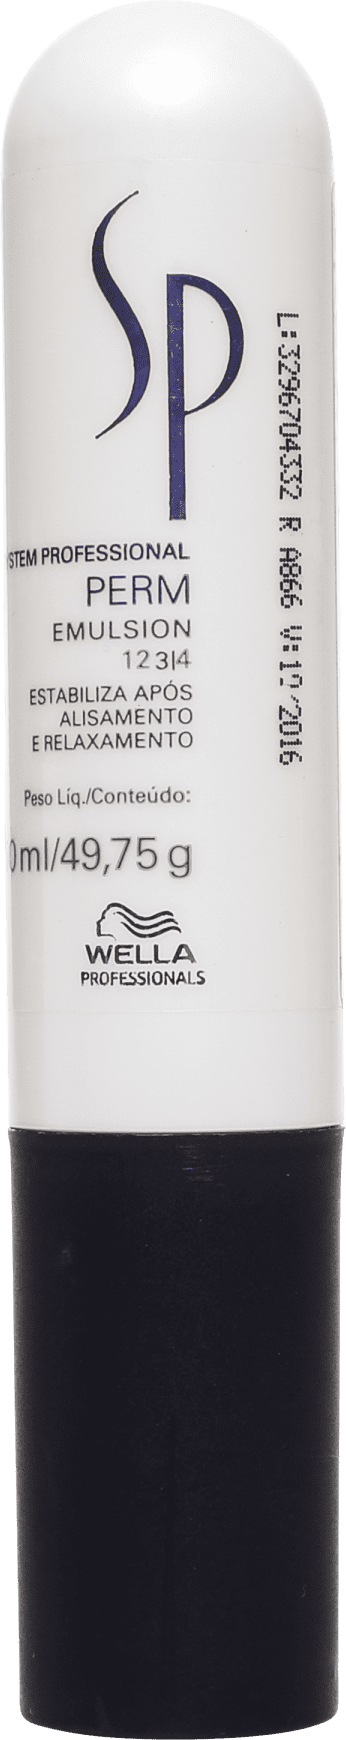 SP
STEM PROFESSIONAL
PERM
EMULSION
1 2 3|4
ESTABILIZA APÓS
ALISAMENTO
E RELAXAMENTO
Peso Líq./Conteúdo:
0ml/49,75 g
WELLA
PROFESSIONALS
L:3296704332 R A866 V:12/2016